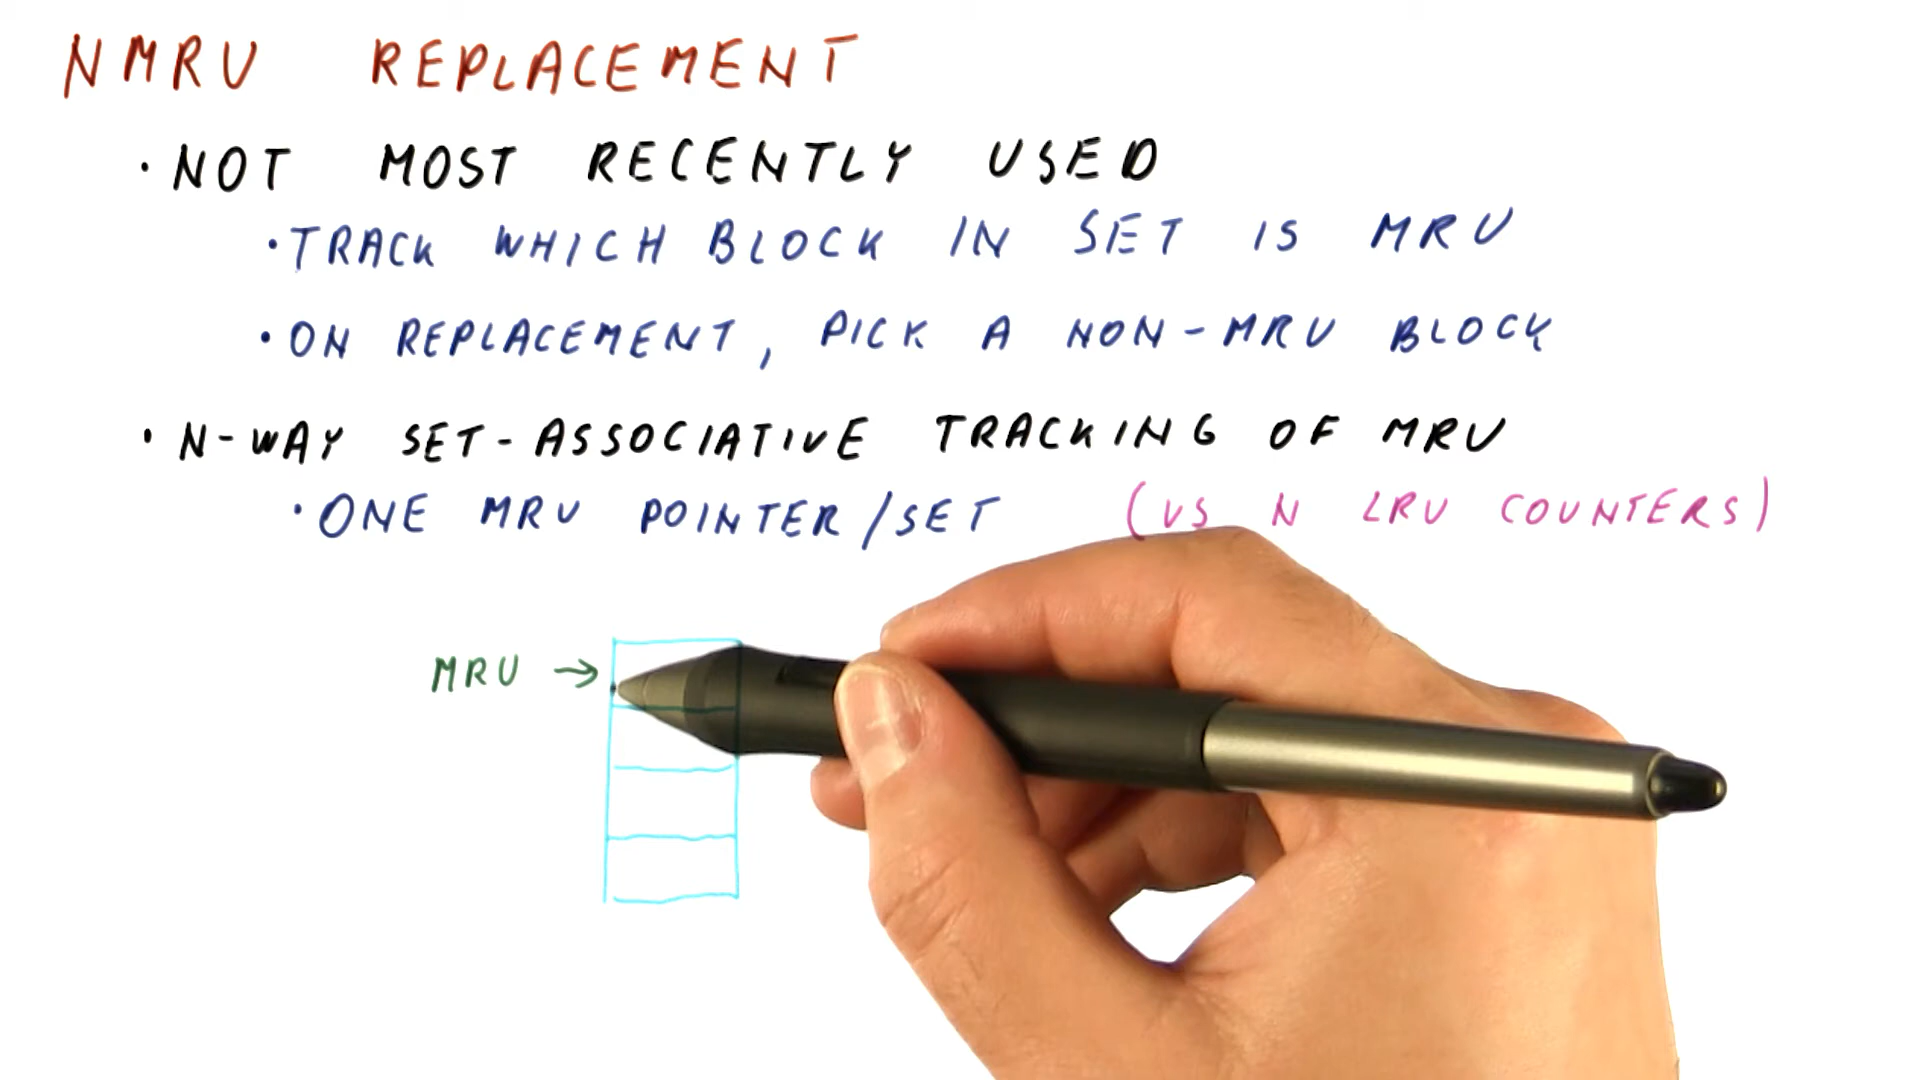 NMRU REPLACEMENT
• NOT MOST RECENTLY USED
• TRACK WHICH BLOCK IN SET IS MRU
• ON REPLACEMENT, PICK A NON-MRU BLOCK
• N-WAY SET-ASSOCIATIVE TRACKING OF MRU
• ONE MRU POINTER/SET (VS N LRU COUNTERS)
MRU →